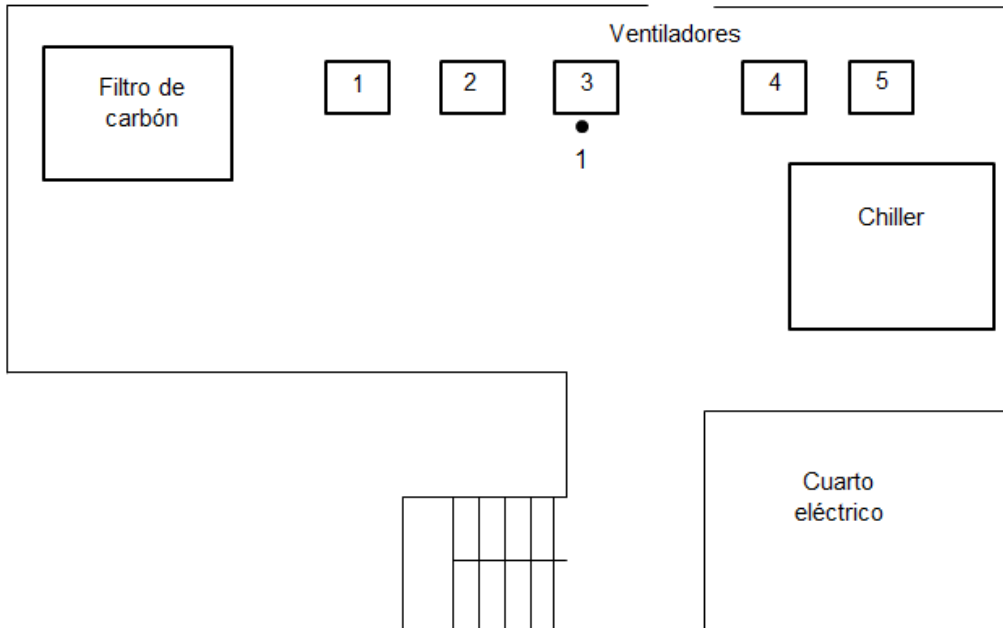 Ventiladores
Filtro de
carbón
1
2
3
4
5
1
Chiller
Cuarto
eléctrico